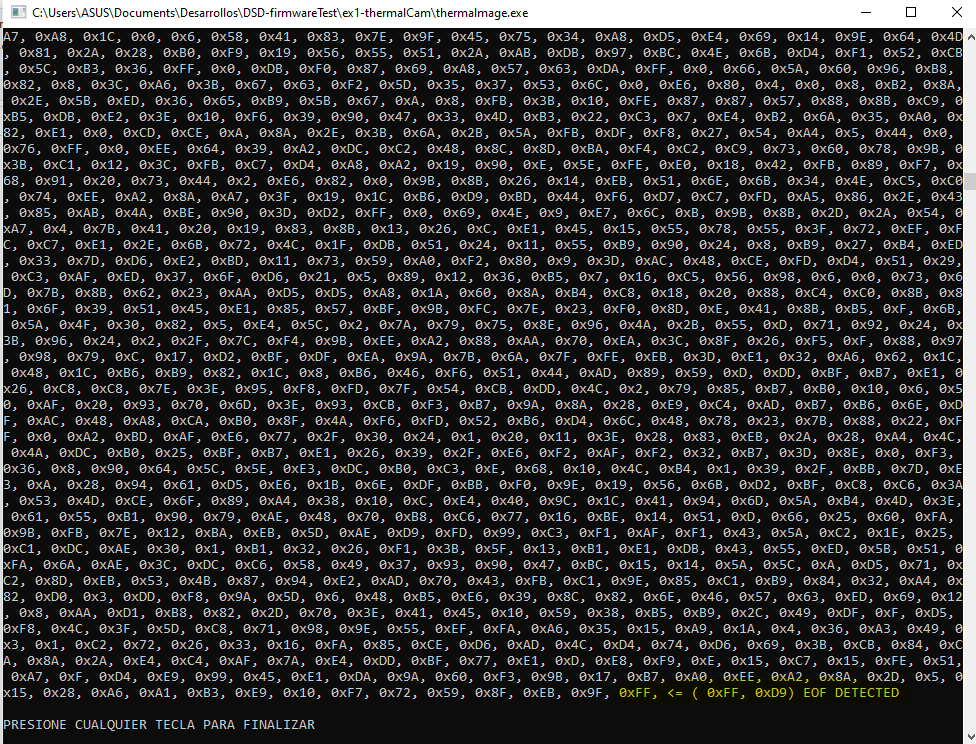 C:\Users\ASUS\Documents\Desarrollos\DSD-firmwareTest\ex1-thermalCam\thermalmage.exe
A7, 0xA8, 0x1C, 0x0, 0x6, 0x58, 0x41, 0x83, 0x7E, 0x9F, 0x45, 0x75, 0x34, 0xA8, 0xD5, 0xE4, 0x69, 0x14, 0x9E, 0x64, 0x4D
, 0x81, 0x2A, 0x28, 0xB0, 0xF9, 0x19, 0x56, 0x55, 0x51, 0x2A, 0xAB, 0xDB, 0x97, 0xBC, 0x4E, 0x6B, 0xD4, 0xF1, 0x52, 0xCB
, 0x5C, 0xB3, 0x36, 0xFF, 0x0, 0xDB, 0xF0, 0x87, 0x69, 0xA8, 0x57, 0x63, 0xDA, 0xFF, 0x0, 0x66, 0x5A, 0x60, 0x96, 0xB8,
0x82, 0x8, 0x3C, 0xA6, 0x3B, 0x67, 0x63, 0xF2, 0x5D, 0x35, 0x37, 0x53, 0x6C, 0x0, 0xE6, 0x80, 0x4, 0x0, 0x8, 0xB2, 0x8A,
0x2E, 0x5B, 0xED, 0x36, 0x65, 0xB9, 0x5B, 0x67, 0xA, 0x8, 0xFB, 0x3B, 0x10, 0xFE, 0x87, 0x87, 0x57, 0x88, 0x8B, 0xC9, 0
xB5, 0xDB, 0xE2, 0x3E, 0x10, 0xF6, 0x39, 0x90, 0x47, 0x33, 0x4D, 0xB3, 0x22, 0xC3, 0x7, 0xE4, 0xB2, 0x6A, 0x35, 0xA0, 0x
82, 0xE1, 0x0, 0xCD, 0xCE, 0xA, 0x8A, 0x2E, 0x3B, 0x6A, 0x2B, 0x5A, 0xFB, 0xDF, 0xF8, 0x27, 0x54, 0xA4, 0x5, 0x44, 0x0,
0x76, 0xFF, 0x0, 0xEE, 0x64, 0x39, 0xA2, 0xDC, 0xC2, 0x48, 0x8C, 0x8D, 0xBA, 0xF4, 0xC2, 0xC9, 0x73, 0x60, 0x78, 0x9B, 0
x3B, 0xC1, 0x12, 0x3C, 0xFB, 0xC7, 0xD4, 0xA8, 0xA2, 0x19, 0x90, 0xE, 0x5E, 0xFE, 0xE0, 0x18, 0x42, 0xFB, 0x89, 0xF7, 0x
68, 0x91, 0x20, 0x73, 0x44, 0x2, 0xE6, 0x82, 0x0, 0x9B, 0x8B, 0x26, 0x14, 0xEB, 0x51, 0x6E, 0x6B, 0x34, 0x4E, 0xC5, 0xC0
, 0x74, 0xEE, 0xA2, 0x8A, 0xA7, 0x3F, 0x19, 0x1C, 0xB6, 0xD9, 0xBD, 0x44, 0xF6, 0xD7, 0xC7, 0xFD, 0xA5, 0x86, 0x2E, 0x43
, 0x85, 0xAB, 0x4A, 0xBE, 0x90, 0x3D, 0xD2, 0xFF, 0x0, 0x69, 0x4E, 0x9, 0xE7, 0x6C, 0xB, 0x9B, 0x8B, 0x2D, 0x2A, 0x54, 0
xA7, 0x4, 0x7B, 0x41, 0x20, 0x19, 0x83, 0x8B, 0x13, 0x26, 0xC, 0xE1, 0x45, 0x15, 0x55, 0x78, 0x55, 0x3F, 0x72, 0xEF, 0xF
C, 0xC7, 0xE1, 0x2E, 0x6B, 0x72, 0x4C, 0x1F, 0xDB, 0x51, 0x24, 0x11, 0x55, 0xB9, 0x90, 0x24, 0x8, 0xB9, 0x27, 0xB4, 0xED
, 0x33, 0x7D, 0xD6, 0xE2, 0xBD, 0x11, 0x73, 0x59, 0xA0, 0xF2, 0x80, 0x9, 0x3D, 0xAC, 0x48, 0xCE, 0xFD, 0xD4, 0x51, 0x29,
0xC3, 0xAF, 0xED, 0x37, 0x6F, 0xD6, 0x21, 0x5, 0x89, 0x12, 0x36, 0xB5, 0x7, 0x16, 0xC5, 0x56, 0x98, 0x6, 0x0, 0x73, 0x6
D, 0x7B, 0x8B, 0x62, 0x23, 0xAA, 0xD5, 0xD5, 0xA8, 0x1A, 0x60, 0x8A, 0xB4, 0xC8, 0x18, 0x20, 0x88, 0xC4, 0xC0, 0x8B, 0x8
1, 0x6F, 0x39, 0x51, 0x45, 0xE1, 0x85, 0x57, 0xBF, 0x9B, 0xFC, 0x7E, 0x23, 0xF0, 0x8D, 0xE, 0x41, 0x8B, 0xB5, 0xF, 0x6B,
0x5A, 0x4F, 0x30, 0x82, 0x5, 0xE4, 0x5C, 0x2, 0x7A, 0x79, 0x75, 0x8E, 0x96, 0x4A, 0x2B, 0x55, 0xD, 0x71, 0x92, 0x24, 0x
3B, 0x96, 0x24, 0x2, 0x2F, 0x7C, 0xF4, 0x9B, 0xEE, 0xA2, 0x88, 0xAA, 0x70, 0xEA, 0x3C, 0x8F, 0x26, 0xF5, 0xF, 0x88, 0x97
, 0x98, 0x79, 0xC, 0x17, 0xD2, 0xBF, 0xDF, 0xEA, 0x9A, 0x7B, 0x6A, 0x7F, 0xFE, 0xEB, 0x3D, 0xE1, 0x32, 0xA6, 0x62, 0x1C,
0x48, 0x1C, 0xB6, 0xB9, 0x82, 0x1C, 0x8, 0xB6, 0x46, 0xF6, 0x51, 0x44, 0xAD, 0x89, 0x59, 0xD, 0xDD, 0xBF, 0xB7, 0xE1, 0
x26, 0xC8, 0xC8, 0x7E, 0x3E, 0x95, 0xF8, 0xFD, 0x7F, 0x54, 0xCB, 0xDD, 0x4C, 0x2, 0x79, 0x85, 0xB7, 0xB0, 0x10, 0x6, 0x5
0, 0xAF, 0x20, 0x93, 0x70, 0x6D, 0x3E, 0x93, 0xCB, 0xF3, 0xB7, 0x9A, 0x8A, 0x28, 0xE9, 0xC4, 0xAD, 0xB7, 0xB6, 0x6E, 0xD
F, 0xAC, 0x48, 0xA8, 0xCA, 0xB0, 0x8F, 0x4A, 0xF6, 0xFD, 0x52, 0xB6, 0xD4, 0x6C, 0x48, 0x78, 0x23, 0x7B, 0x88, 0x22, 0xF
F, 0x0, 0xA2, 0xBD, 0xAF, 0xE6, 0x77, 0x2F, 0x30, 0x24, 0x1, 0x20, 0x11, 0x3E, 0x28, 0x83, 0xEB, 0x2A, 0x28, 0xA4, 0x4C,
0x4A, 0xDC, 0xB0, 0x25, 0xBF, 0xB7, 0xE1, 0x26, 0x39, 0x2F, 0xE6, 0xF2, 0xAF, 0xF2, 0x32, 0xB7, 0x3D, 0x8E, 0x0, 0xF3,
0x36, 0x8, 0x90, 0x64, 0x5C, 0x5E, 0xE3, 0xDC, 0xB0, 0xC3, 0xE, 0x68, 0x10, 0x4C, 0xB4, 0x1, 0x39, 0x2F, 0xBB, 0x7D, 0xE
3, 0xA, 0x28, 0x94, 0x61, 0xD5, 0xE6, 0x1B, 0x6E, 0xDF, 0xBB, 0xF0, 0x9E, 0x19, 0x56, 0x6B, 0xD2, 0xBF, 0xC8, 0xC6, 0x3A
, 0x53, 0x4D, 0xCE, 0x6F, 0x89, 0xA4, 0x38, 0x10, 0xC, 0xE4, 0x40, 0x9C, 0x1C, 0x41, 0x94, 0x6D, 0x5A, 0xB4, 0x4D, 0x3E,
0x61, 0x55, 0xB1, 0x90, 0x79, 0xAE, 0x48, 0x70, 0xB8, 0xC6, 0x77, 0x16, 0xBE, 0x14, 0x51, 0xD, 0x66, 0x25, 0x60, 0xFA,
0x9B, 0xFB, 0x7E, 0x12, 0xBA, 0xEB, 0x5D, 0xAE, 0xD9, 0xFD, 0x99, 0xC3, 0xF1, 0xAF, 0xF1, 0x43, 0x5A, 0xC2, 0x1E, 0x25,
0xC1, 0xDC, 0xAE, 0x30, 0x1, 0xB1, 0x32, 0x26, 0xF1, 0x3B, 0x5F, 0x13, 0xB1, 0xE1, 0xDB, 0x43, 0x55, 0xED, 0x5B, 0x51, 0
xFA, 0x6A, 0xAE, 0x3C, 0xDC, 0xC6, 0x58, 0x49, 0x37, 0x93, 0x90, 0x47, 0xBC, 0x15, 0x14, 0x5A, 0x5C, 0xA, 0xD5, 0x71, 0x
C2, 0x8D, 0xEB, 0x53, 0x4B, 0x87, 0x94, 0xE2, 0xAD, 0x70, 0x43, 0xFB, 0xC1, 0x9E, 0x85, 0xC1, 0xB9, 0x84, 0x32, 0xA4, 0x
82, 0xD0, 0x3, 0xDD, 0xF8, 0x9A, 0x5D, 0x6, 0x48, 0xB5, 0xE6, 0x39, 0x8C, 0x82, 0x6E, 0x46, 0x57, 0x63, 0xED, 0x69, 0x12
, 0x8, 0xAA, 0xD1, 0xB8, 0x82, 0x2D, 0x70, 0x3E, 0x41, 0x45, 0x10, 0x59, 0x38, 0xB5, 0xB9, 0x2C, 0x49, 0xDF, 0xF, 0xD5,
0xF8, 0x4C, 0x3F, 0x5D, 0xC8, 0x71, 0x98, 0x9E, 0x55, 0xEF, 0xFA, 0xA6, 0x35, 0x15, 0xA9, 0x1A, 0x4, 0x36, 0xA3, 0x49, 0
x3, 0x1, 0xC2, 0x72, 0x26, 0x33, 0x16, 0xFA, 0x85, 0xCE, 0xD6, 0xAD, 0x4C, 0xD4, 0x74, 0xD6, 0x69, 0x3B, 0xCB, 0x84, 0xC
A, 0x8A, 0x2A, 0xE4, 0xC4, 0xAF, 0x7A, 0xE4, 0xDD, 0xBF, 0x77, 0xE1, 0xD, 0xE8, 0xF9, 0xE, 0x15, 0xC7, 0x15, 0xFE, 0x51,
0xA7, 0xF, 0xD4, 0xE9, 0x99, 0x45, 0xE1, 0xDA, 0x9A, 0x60, 0xF3, 0x9B, 0x17, 0xB7, 0xA0, 0xEE, 0xA2, 0x8A, 0x2D, 0x5, 0
x15, 0x28, 0xA6, 0xA1, 0xB3, 0xE9, 0x10, 0xF7, 0x72, 0x59, 0x8F, 0xEB, 0x9F, 0xFF, <= ( 0xFF, 0xD9) EOF DETECTED
PRESIONE CUALQUIER TECLA PARA FINALIZAR